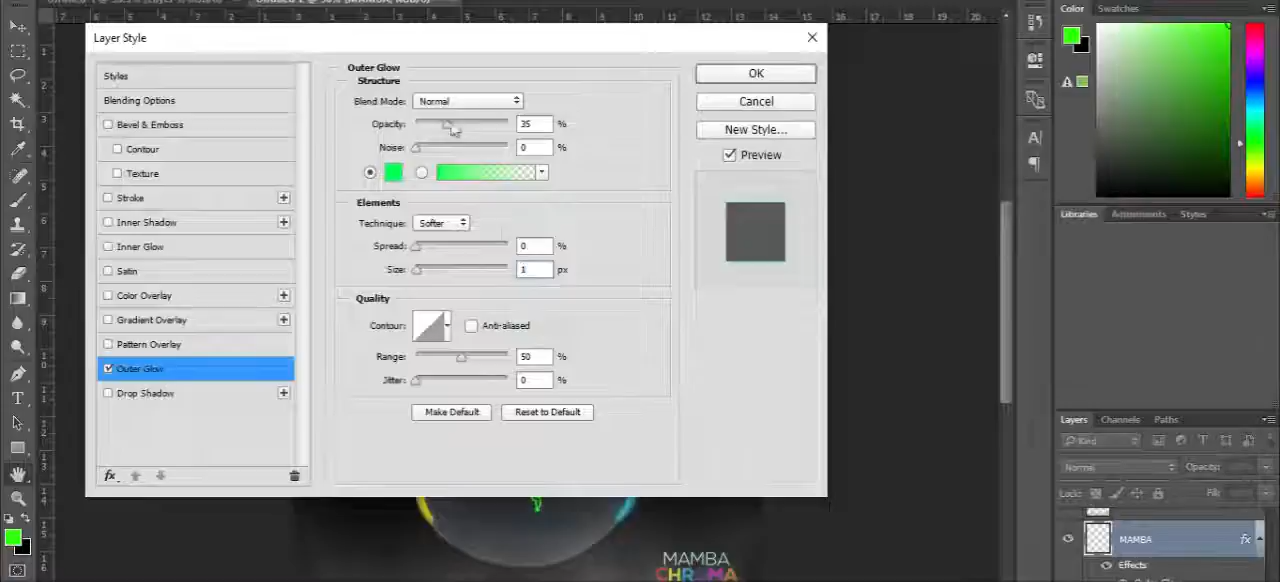 Color
Swatches
Layer Style
Styles
Blending Options
Bevel & Emboss
Contour
Texture
Stroke
Inner Shadow
Inner Glow
Satin
Color Overlay
Gradient Overlay
Pattern Overlay
Outer Glow
Drop Shadow
fx
Outer Glow
Structure
Blend Mode: Normal
Opacity: 35 %
Noise: 0 %
Elements
Technique: Softer
Spread: 0 %
Size: 1 px
Quality
Contour: Anti-aliased
Range: 50 %
Jitter: 0 %
Make Default
Reset to Default
OK
Cancel
New Style...
Preview
Libraries
Adjustments
Styles
Layers
Channels
Paths
Kind
Normal
Opacity:
Lock:
Fill:
MAMBA
fx
Effects
MAMBA
CHROMA